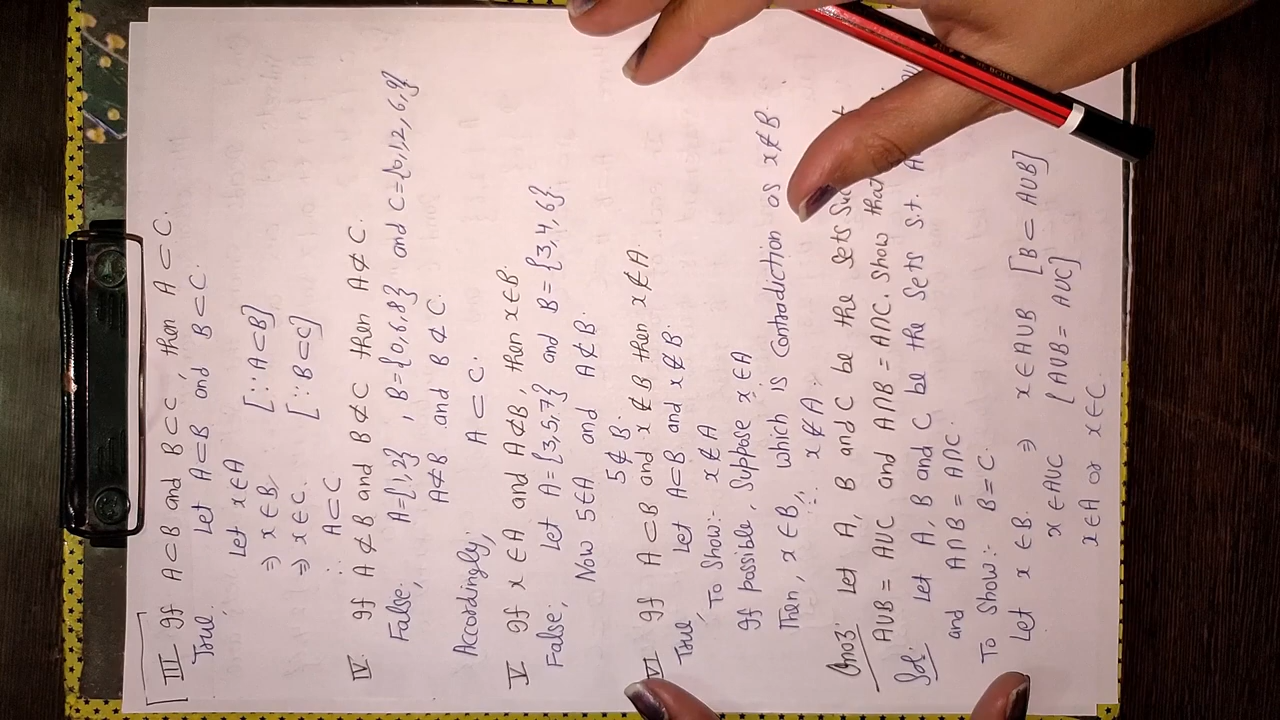 III If A⊂B and B⊂C, then A⊂C.
True, Let A⊂B and B⊂C.
Let x∈A
⇒ x∈B [∵ A⊂B]
⇒ x∈C. [∵ B⊂C]
∴ A⊂C
IV. If A⊄B and B⊄C then A⊄C.
False, A={1,2}, B={0,6,8} and C={0,1,2,6,9}
A⊄B and B⊄C.
Accordingly, A⊂C.
V If x∈A and A⊄B, then x∈B
False; Let A={3,5,7} and B={3,4,6}.
Now 5∈A and A⊄B.
5∉B.
VI If A⊂B and x∉B then x∉A.
True, Let A⊂B and x∉B.
To Show:- x∉A
If possible, Suppose x∈A
Then, x∈B, which is Contradiction as x∉B.
∴ x∉A.
Qno3. Let A, B and C be the Sets
A∪B = A∪C and A∩B = A∩C. Show that
Sol. Let A, B and C be the Sets s.t.
and A∩B = A∩C.
To Show:- B=C.
Let x∈B. ⇒ x∈A∪B [B⊂A∪B]
x∈A∪C [A∪B = A∪C]
x∈A or x∈C.